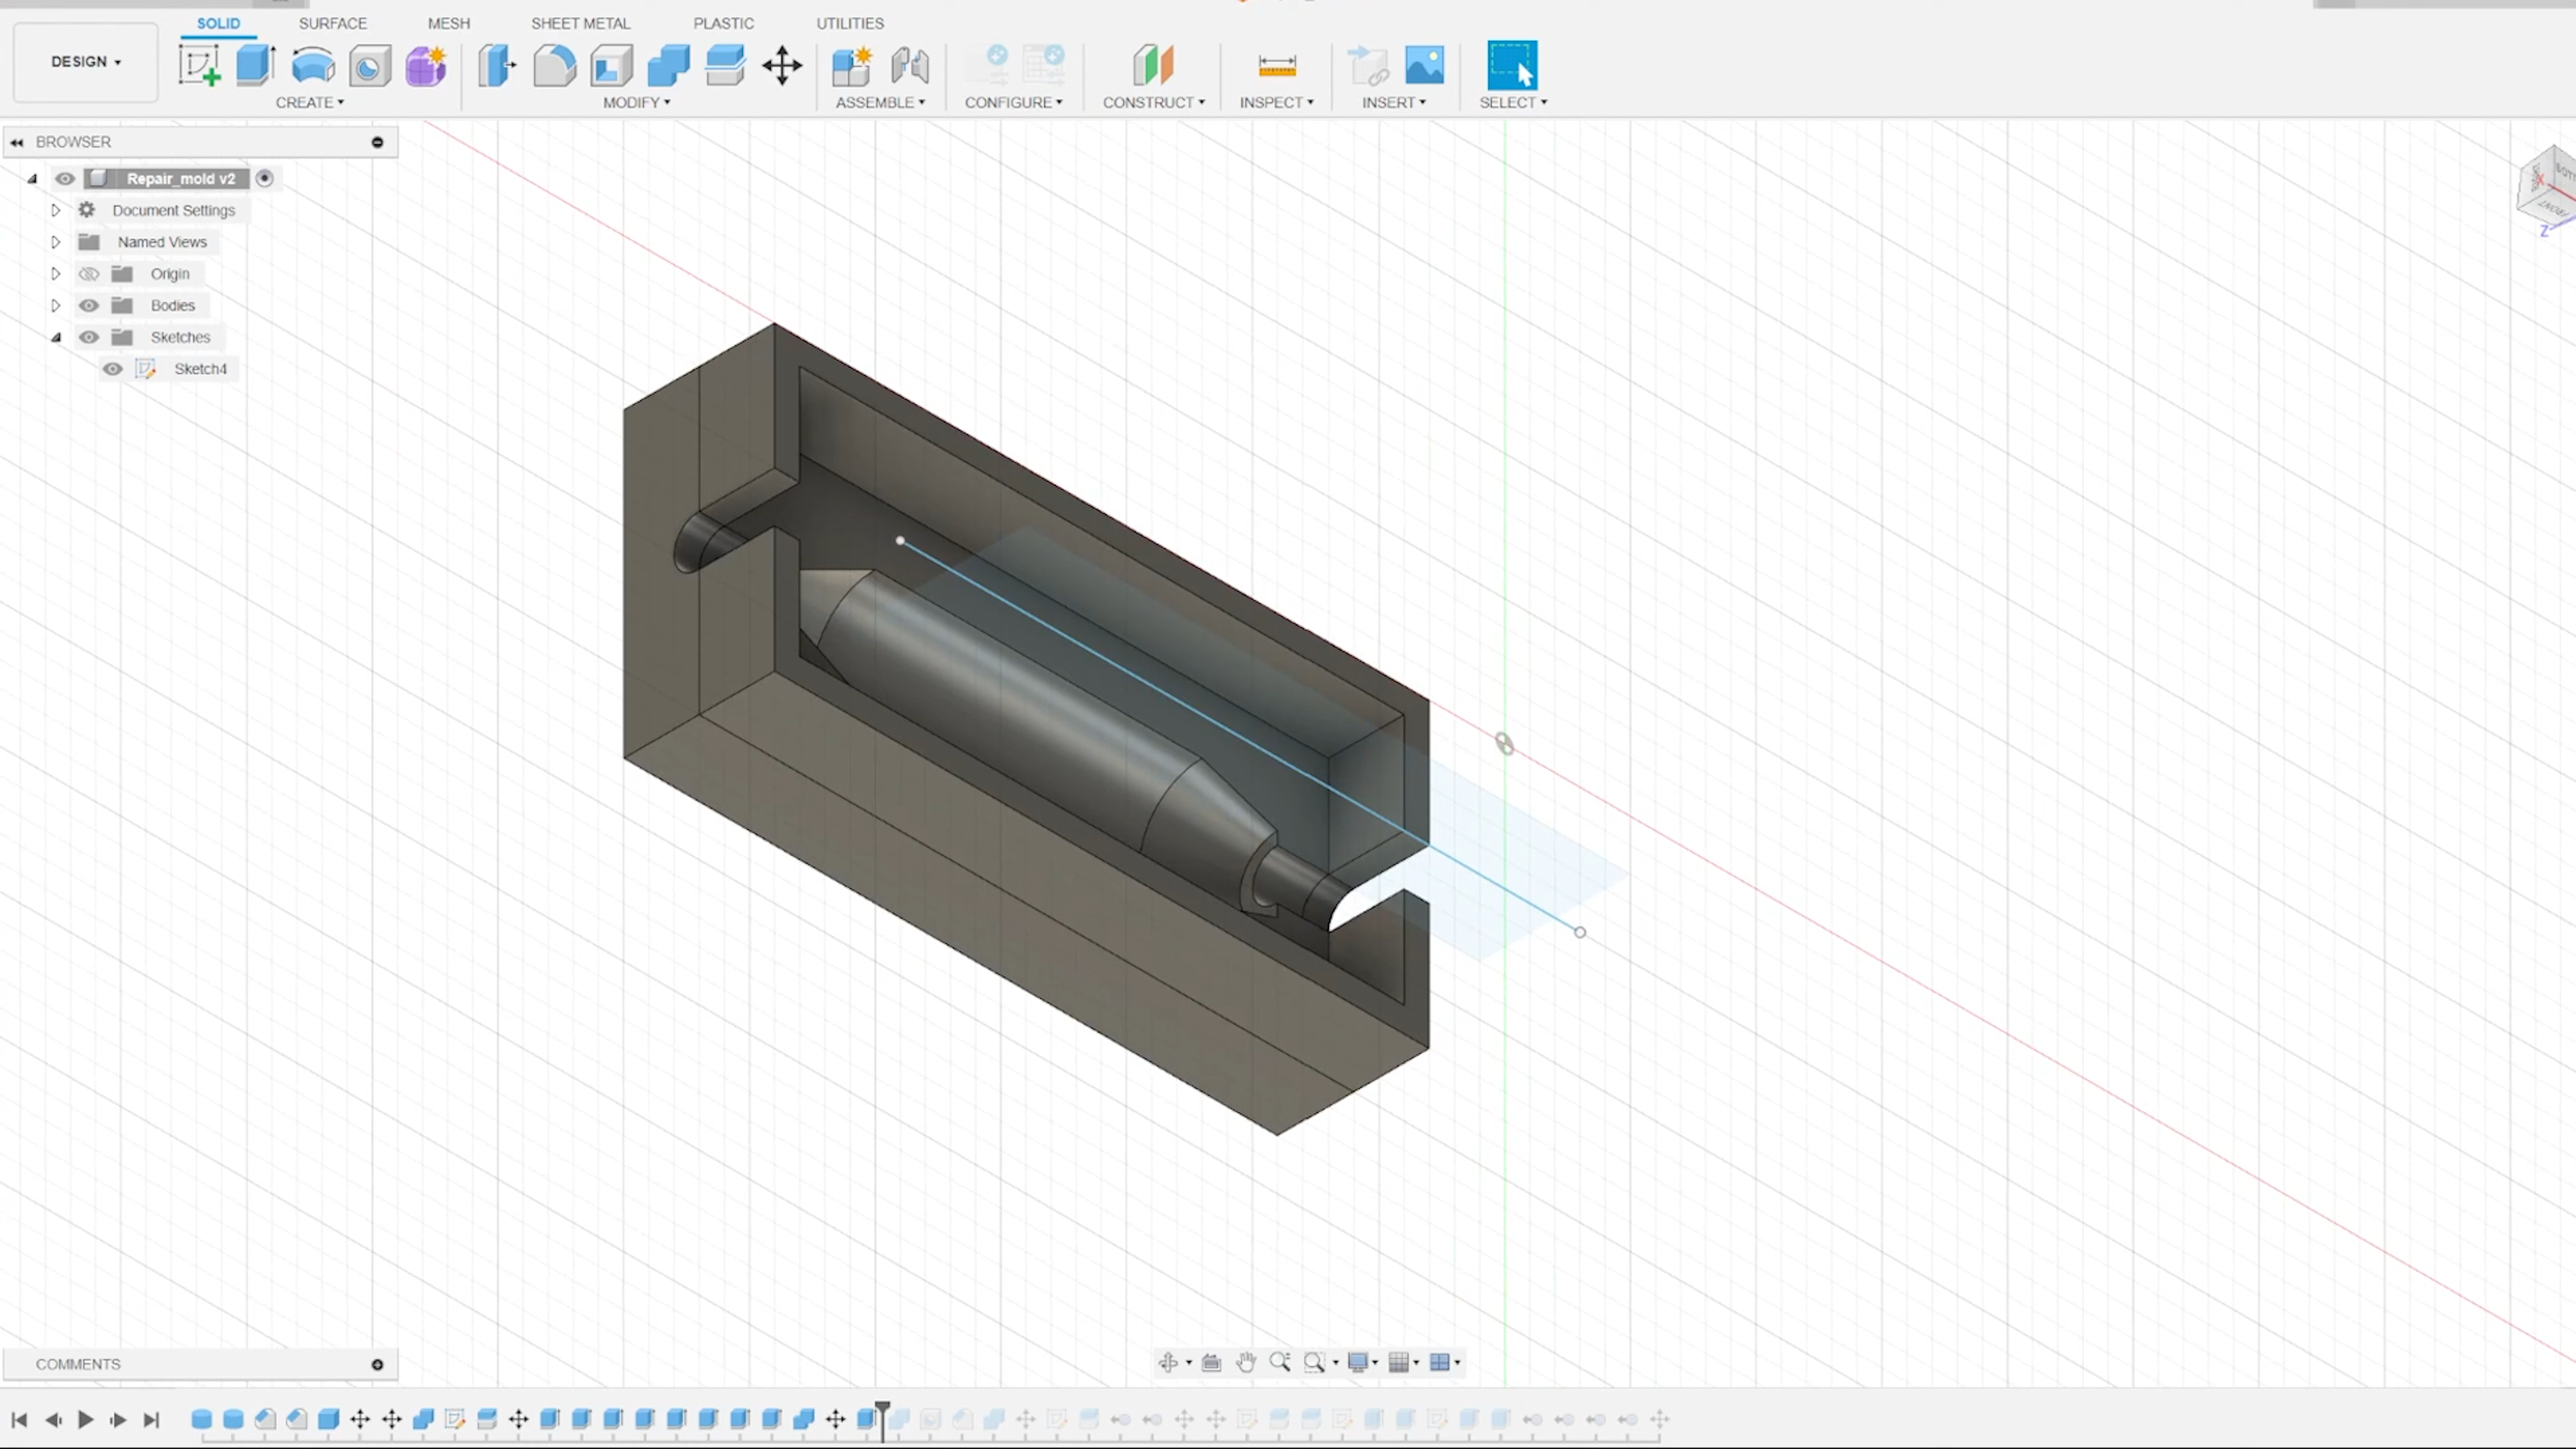 SOLID SURFACE MESH SHEET METAL PLASTIC UTILITIES
DESIGN
CREATE MODIFY ASSEMBLE CONFIGURE CONSTRUCT INSPECT INSERT SELECT
BROWSER
Repair_mold v2
Document Settings
Named Views
Origin
Bodies
Sketches
Sketch4
X
Z
COMMENTS